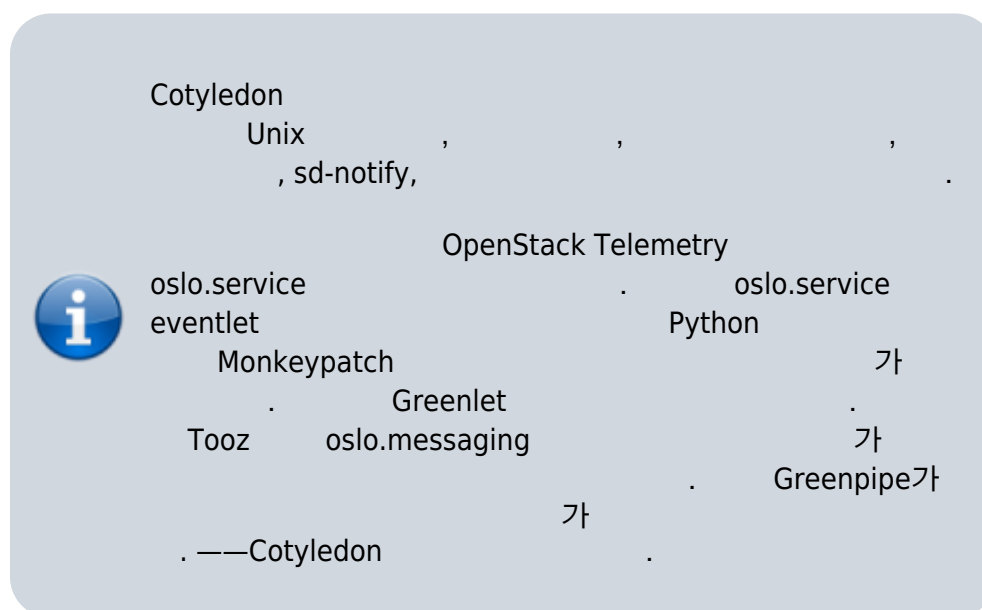 Cotyledon
Unix , , ,
, sd-notify, .
OpenStack Telemetry
oslo.service . oslo.service
eventlet Python
Monkeypatch 가
. Greenlet .
Tooz oslo.messaging 가
. Greenpipe가
가
. ——Cotyledon .